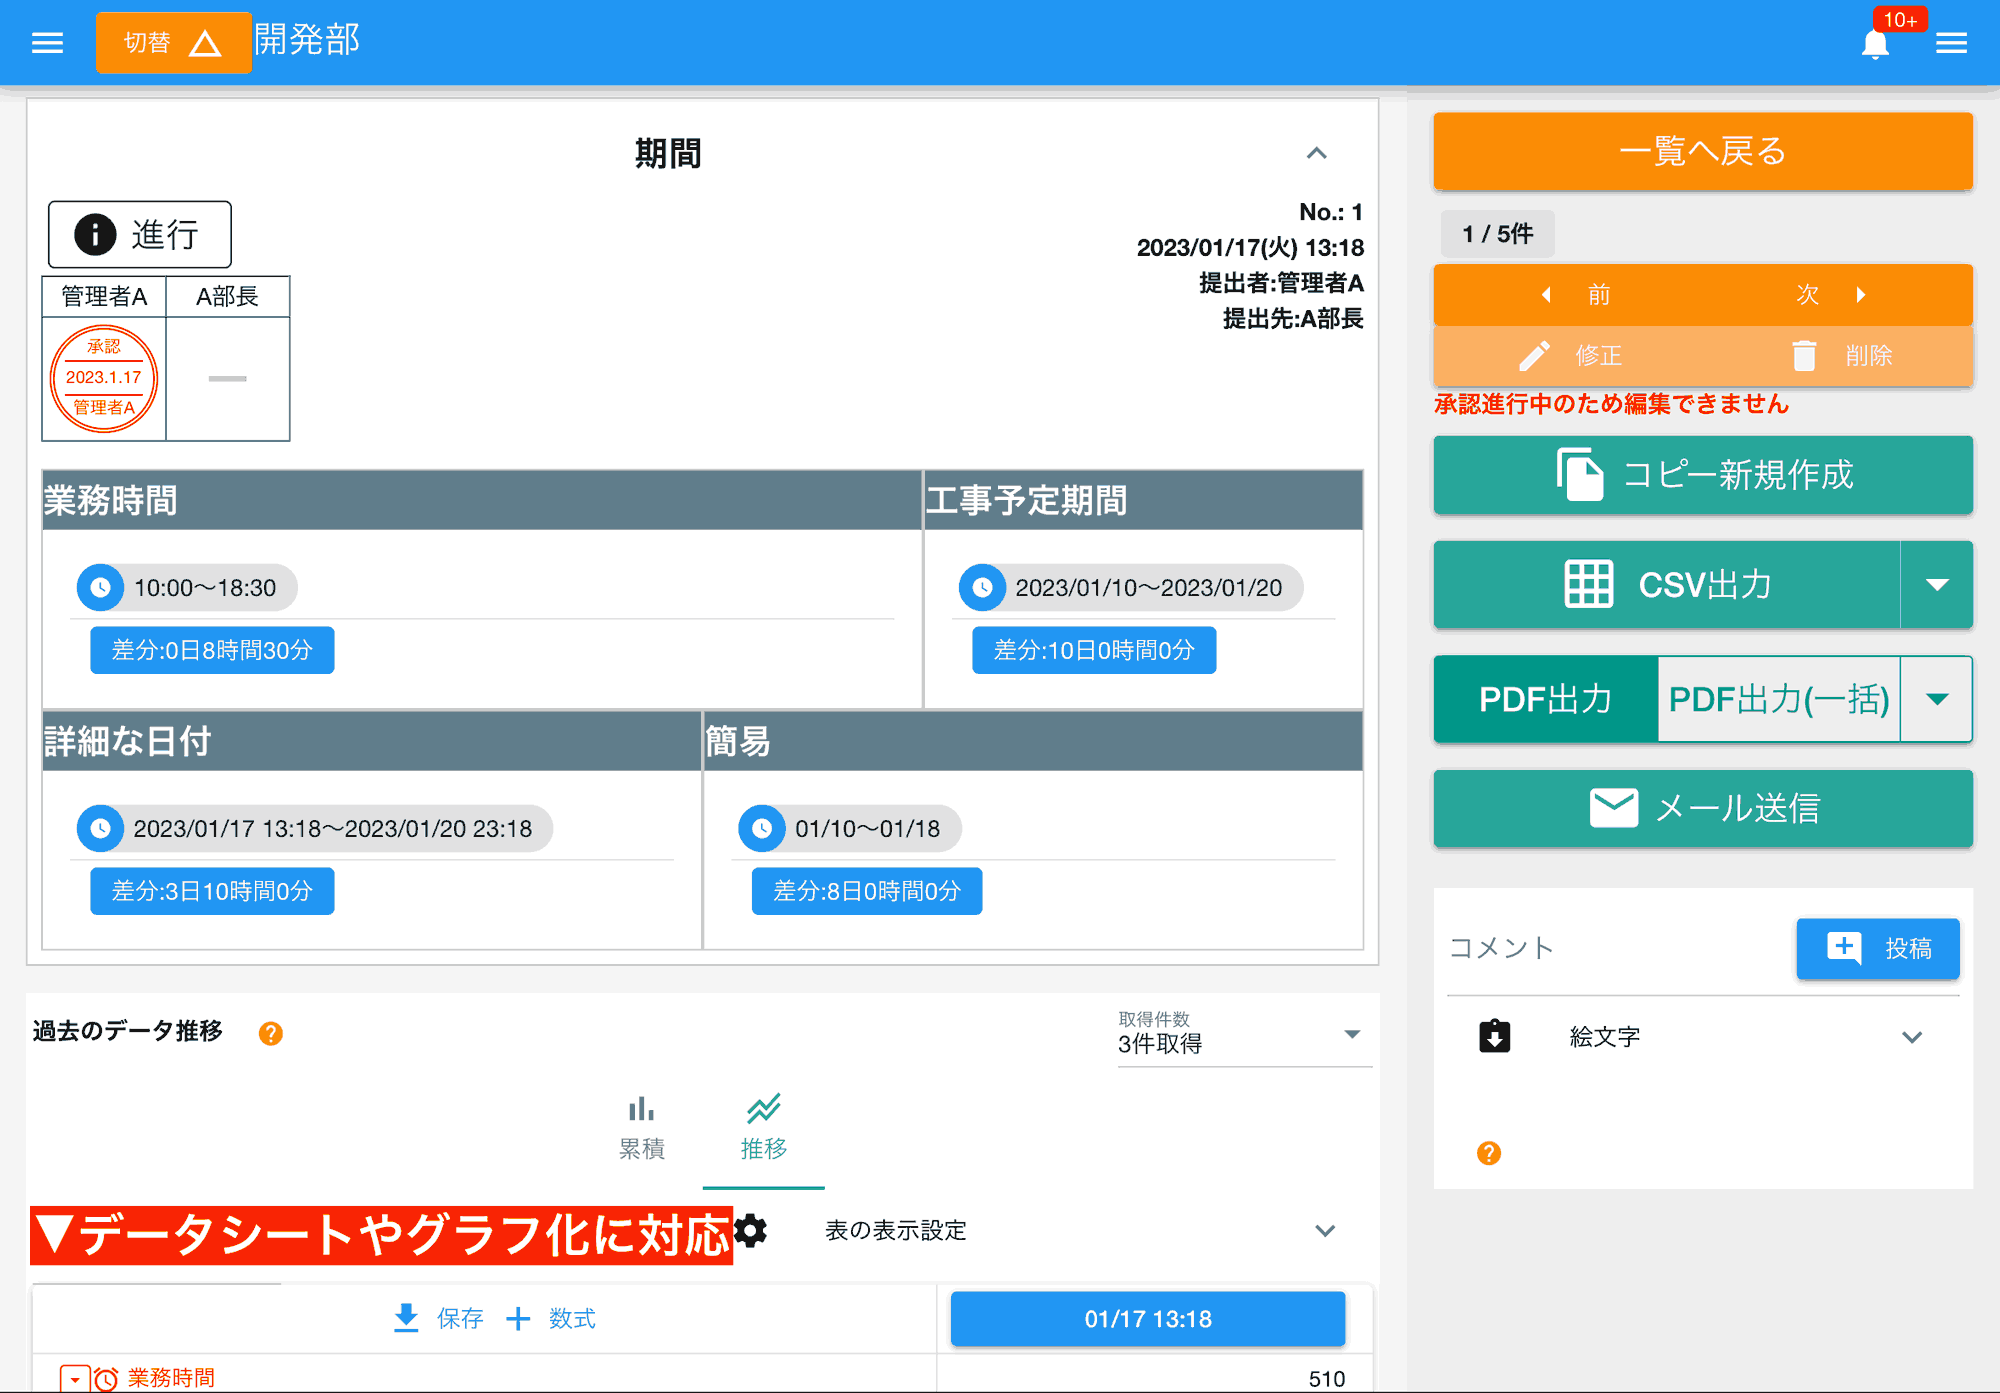 切替 開発部
10+
期間
進行
No.: 1
2023/01/17(火) 13:18
提出者:管理者A
提出先:A部長
管理者A A部長
承認
2023.1.17
管理者A
業務時間 工事予定期間
10:00〜18:30 2023/01/10〜2023/01/20
差分:0日8時間30分 差分:10日0時間0分
詳細な日付 簡易
2023/01/17 13:18〜2023/01/20 23:18 01/10〜01/18
差分:3日10時間0分 差分:8日0時間0分
過去のデータ推移
取得件数
3件取得
累積 推移
▼データシートやグラフ化に対応 表の表示設定
保存 数式 01/17 13:18
業務時間 510
一覧へ戻る
1 / 5件
前 次
修正 削除
承認進行中のため編集できません
コピー新規作成
CSV出力
PDF出力 PDF出力(一括)
メール送信
コメント 投稿
絵文字